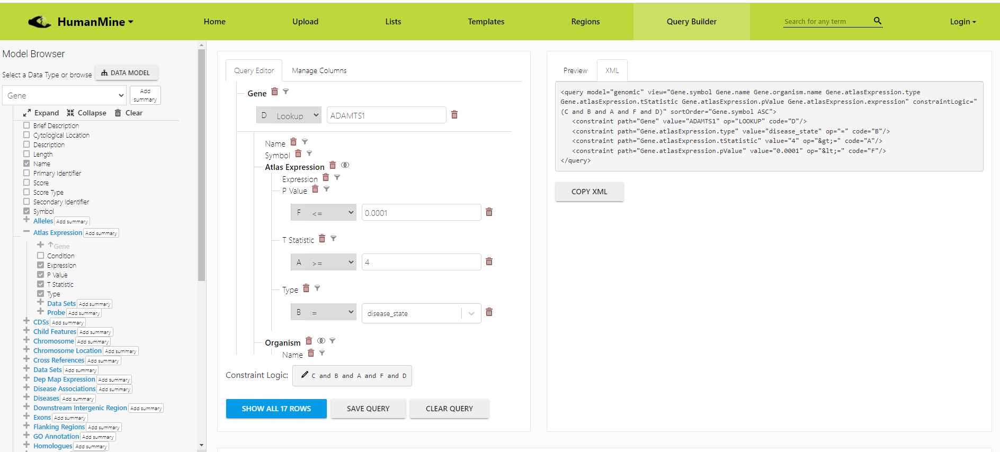 HumanMine
Home
Upload
Lists
Templates
Regions
Query Builder
Search for any term
Login
Model Browser
Select a Data Type or browse
DATA MODEL
Gene
Add
summary
Expand
Collapse
Clear
Brief Description
Cytological Location
Description
Length
Name
Primary Identifier
Score
Score Type
Secondary Identifier
Symbol
Alleles Add summary
Atlas Expression Add summary
Gene
Condition
Expression
P Value
T Statistic
Type
Data Sets Add summary
Probe Add summary
CDSs Add summary
Child Features Add summary
Chromosome Add summary
Chromosome Location Add summary
Cross References Add summary
Data Sets Add summary
Dep Map Expression Add summary
Disease Associations Add summary
Diseases Add summary
Downstream Intergenic Region Add summary
Exons Add summary
Flanking Regions Add summary
GO Annotation Add summary
Homologues Add summary
Query Editor
Manage Columns
Gene
D Lookup ADAMTS1
Name
Symbol
Atlas Expression
Expression
P Value
F <= 0.0001
T Statistic
A >= 4
Type
B = disease_state
Organism
Name
Constraint Logic: C and B and A and F and D
SHOW ALL 17 ROWS
SAVE QUERY
CLEAR QUERY
Preview
XML
<query model="genomic" view="Gene.symbol Gene.name Gene.organism.name Gene.atlasExpression.type
Gene.atlasExpression.tStatistic Gene.atlasExpression.pValue Gene.atlasExpression.expression" constraintLogic="
(C and B and A and F and D)" sortOrder="Gene.symbol ASC">
<constraint path="Gene" value="ADAMTS1" op="LOOKUP" code="D"/>
<constraint path="Gene.atlasExpression.type" value="disease_state" op="=" code="B"/>
<constraint path="Gene.atlasExpression.tStatistic" value="4" op="&gt;=" code="A"/>
<constraint path="Gene.atlasExpression.pValue" value="0.0001" op="&lt;=" code="F"/>
</query>
COPY XML